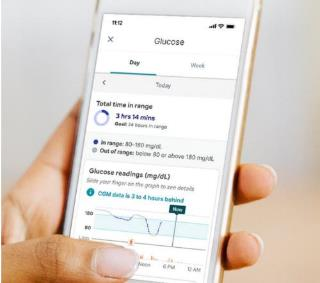 11:12
Glucose
Day Week
Today
Total time in range
3 hrs 14 mins
Goal: 14 hours in range
In range: 80-180 mg/dL
Out of range: below 80 or above 180 mg/dL
Glucose readings (mg/dL)
Slide your finger on the graph to see details
CGM data is 3 to 4 hours behind
Now
180
80
Noon 6 PM 12 AM